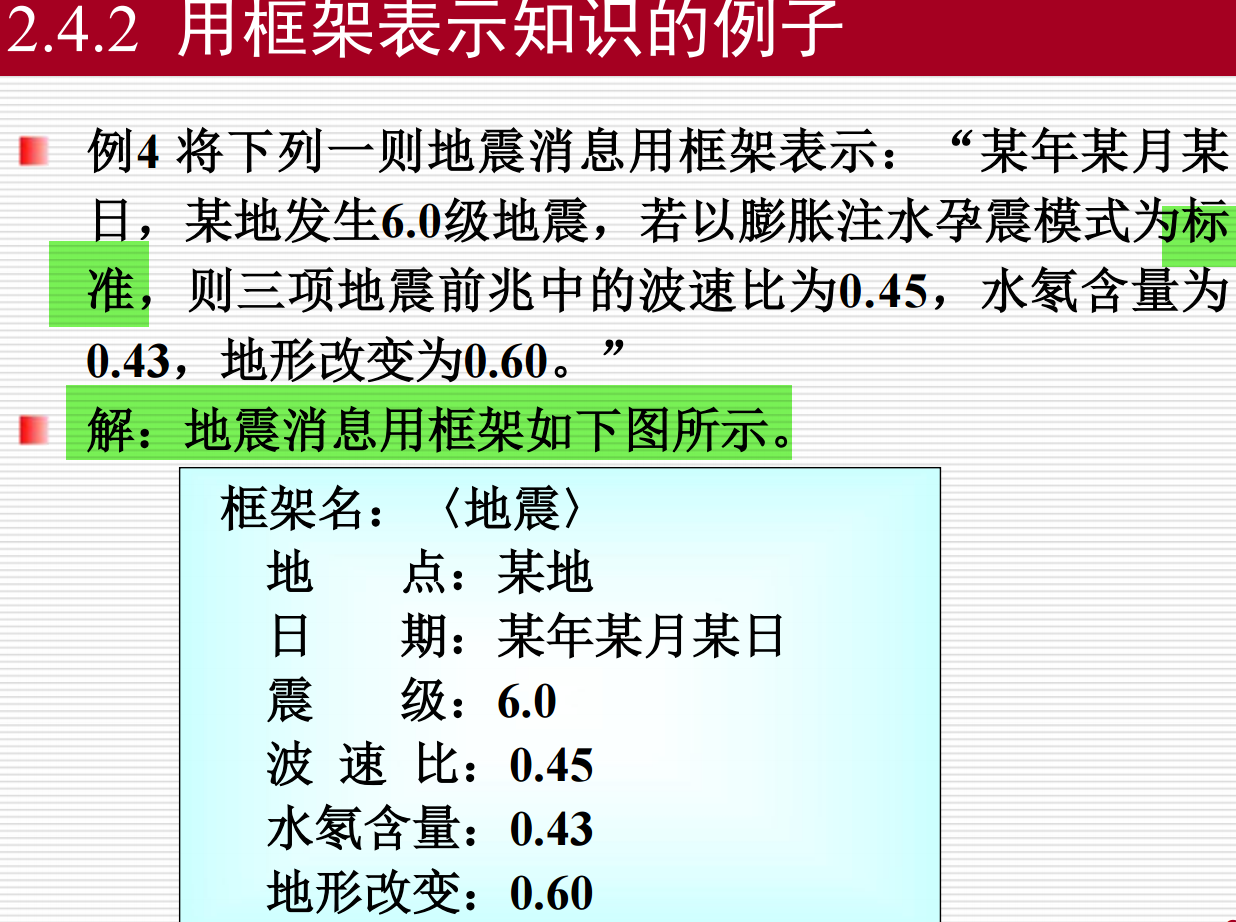 2.4.2 用框架表示知识的例子
例4 将下列一则地震消息用框架表示：“某年某月某
日，某地发生6.0级地震，若以膨胀注水孕震模式为标
准，则三项地震前兆中的波速比为0.45，水氡含量为
0.43，地形改变为0.60。”
解：地震消息用框架如下图所示。
框架名：〈地震〉
地 点：某地
日 期：某年某月某日
震 级：6.0
波 速 比：0.45
水氡含量：0.43
地形改变：0.60